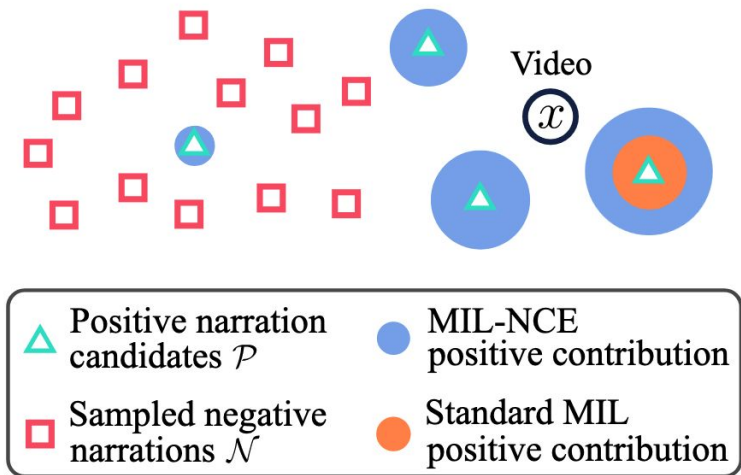 Video
x
Positive narration
candidates 𝒫
MIL-NCE
positive contribution
Sampled negative
narrations 𝒩
Standard MIL
positive contribution